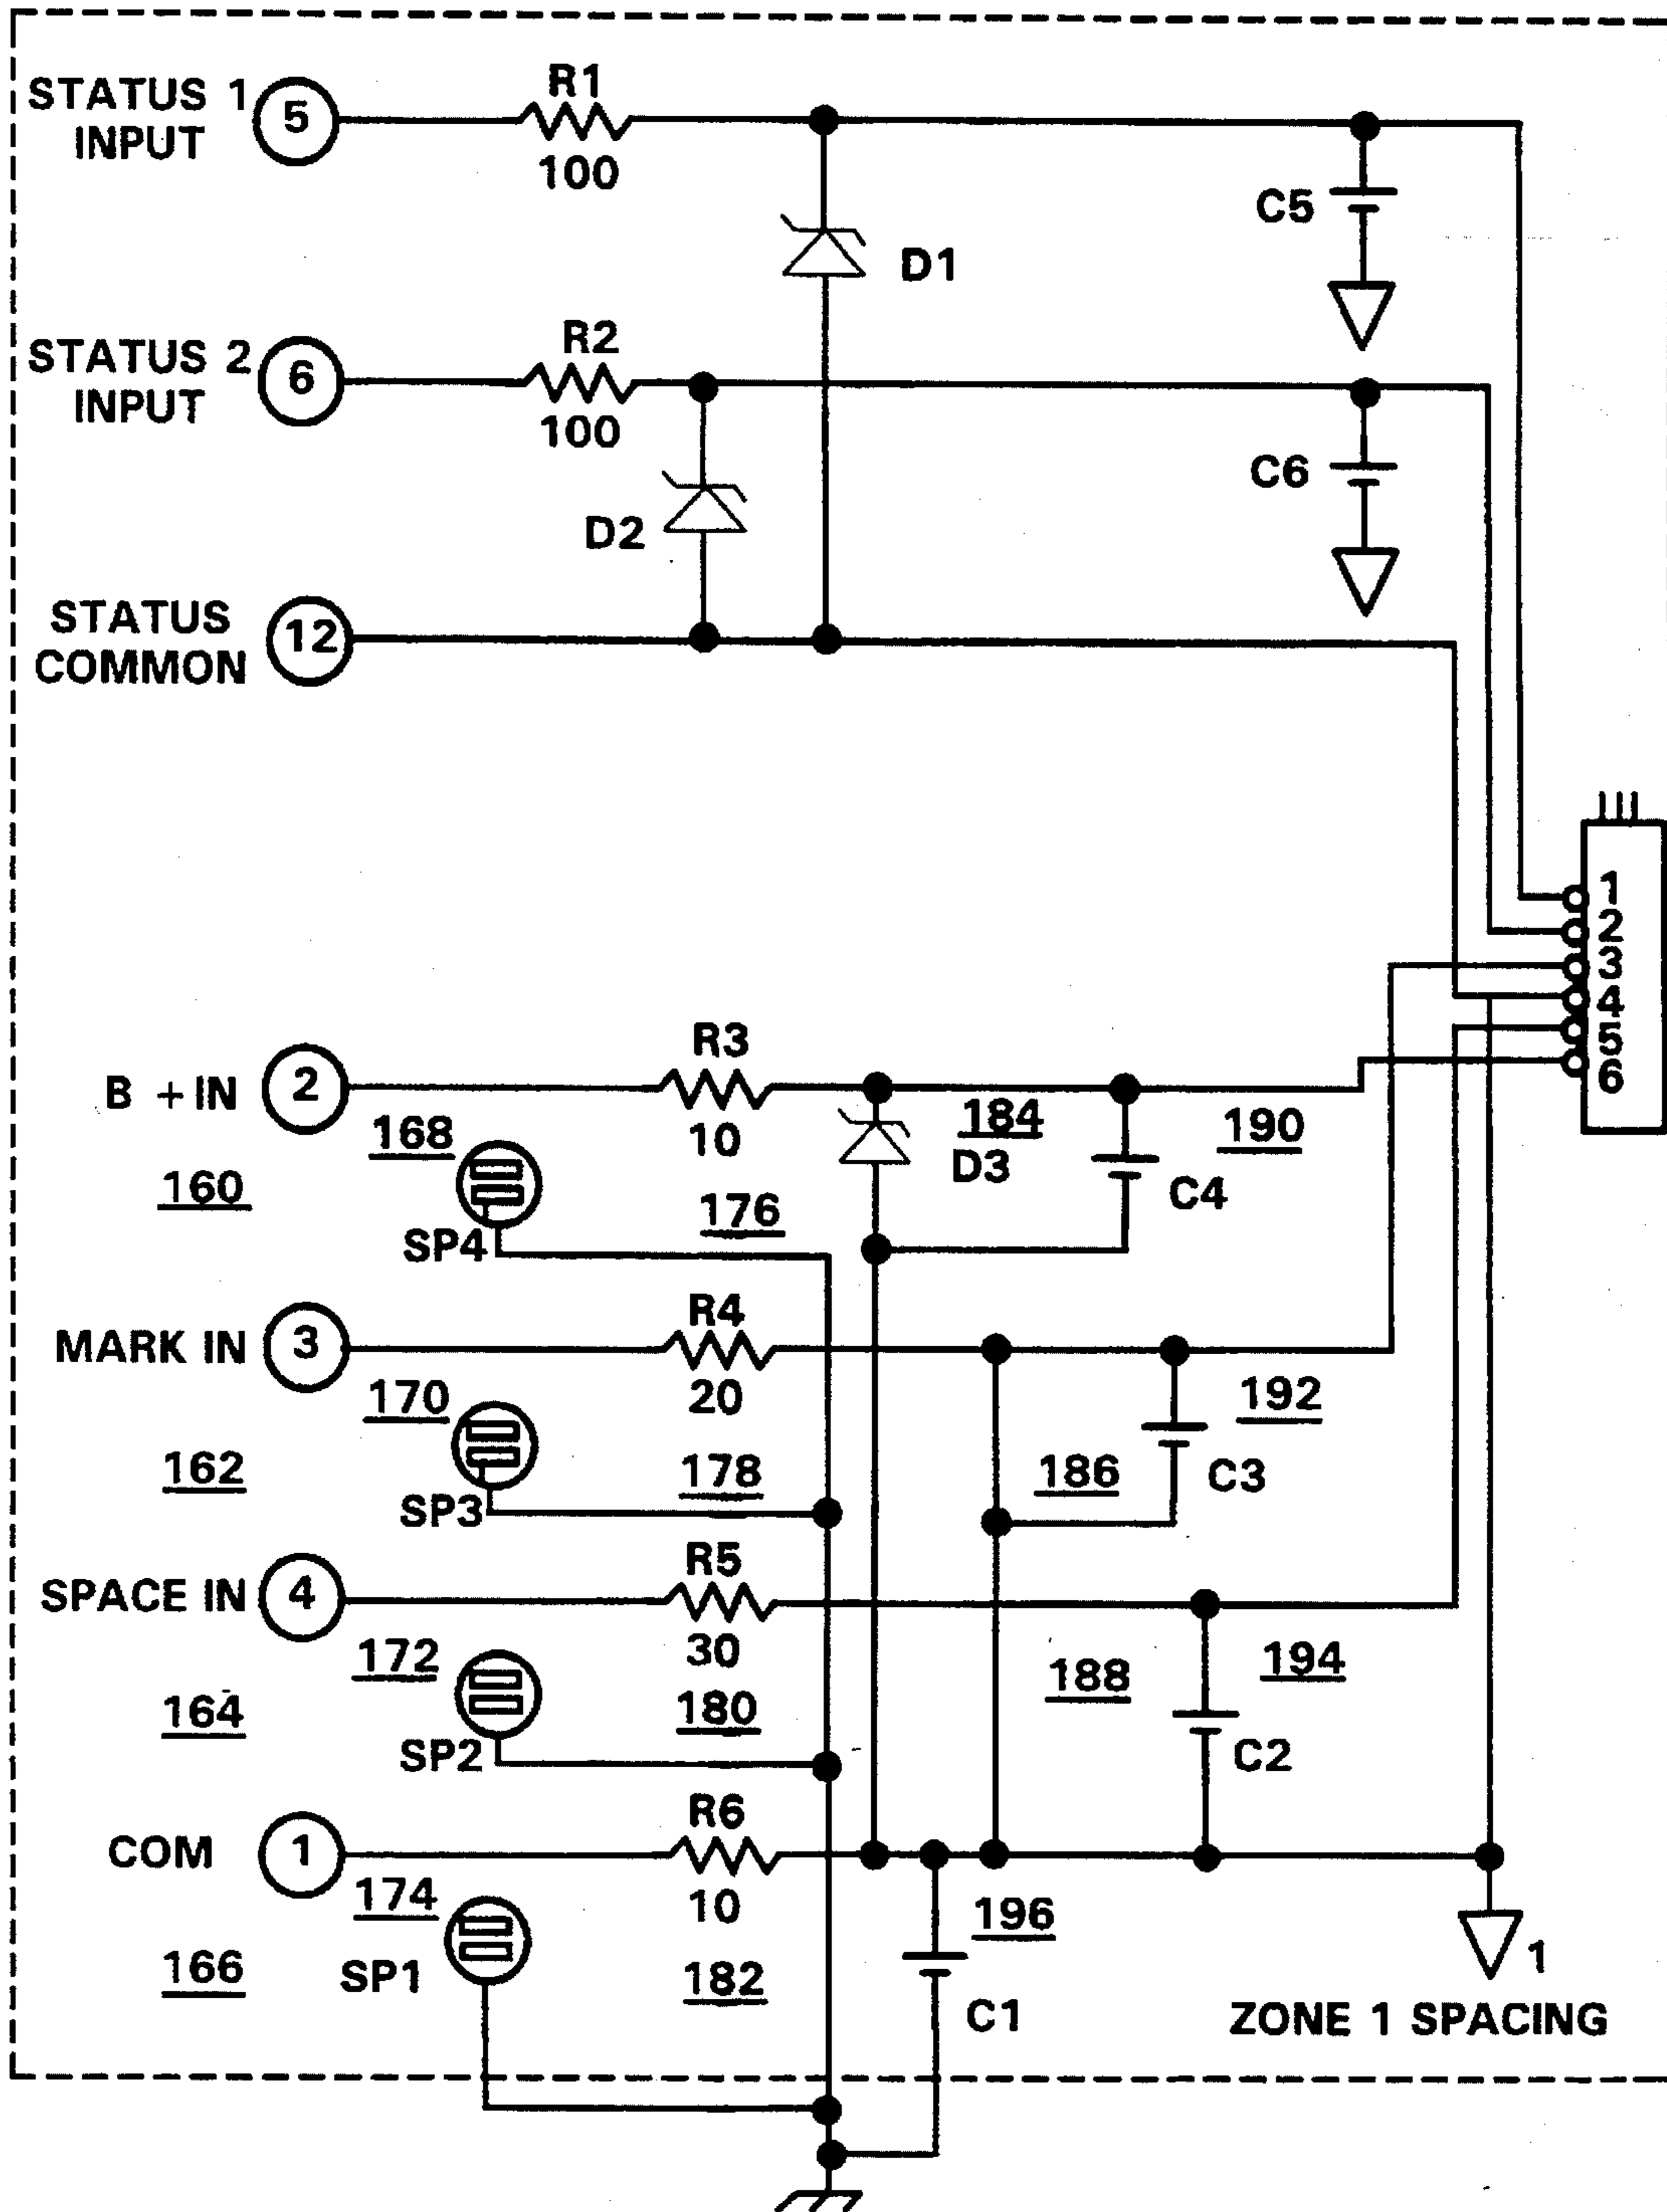 STATUS 1
INPUT
5
R1
100
D1
C5
STATUS 2
INPUT
6
R2
100
D2
C6
STATUS
COMMON
12
1
2
3
4
5
6
B + IN
2
R3
10
168
160
SP4
176
184
D3
190
C4
MARK IN
3
R4
20
170
162
SP3
178
192
186
C3
SPACE IN
4
R5
30
172
164
SP2
180
188
194
C2
COM
1
R6
10
174
166
SP1
182
196
C1
1
ZONE 1 SPACING